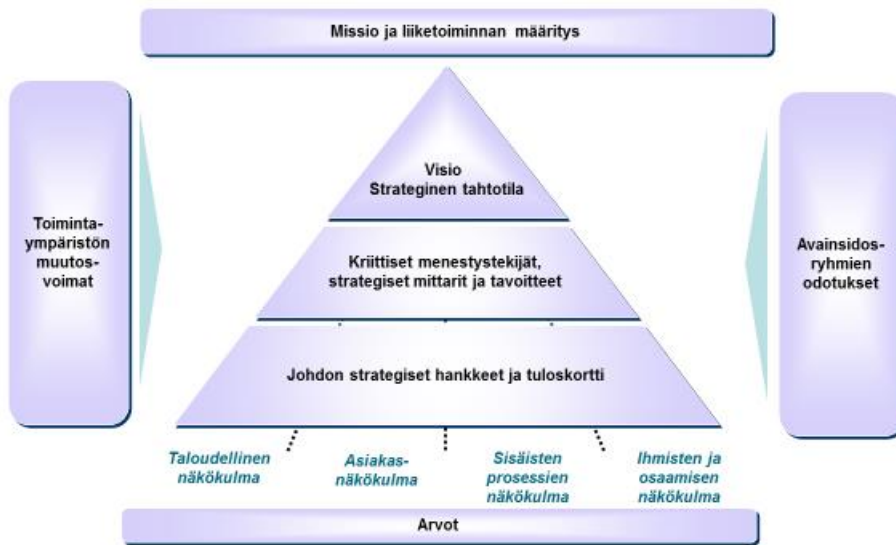 Missio ja liiketoiminnan määritys
Toiminta-
ympäristön
muutos-
voimat
Visio
Strateginen tahtotila
Kriittiset menestystekijät,
strategiset mittarit ja tavoitteet
Johdon strategiset hankkeet ja tuloskortti
Avainsidos-
ryhmien
odotukset
Taloudellinen
näkökulma
Asiakas-
näkökulma
Sisäisten
prosessien
näkökulma
Ihmisten ja
osaamisen
näkökulma
Arvot